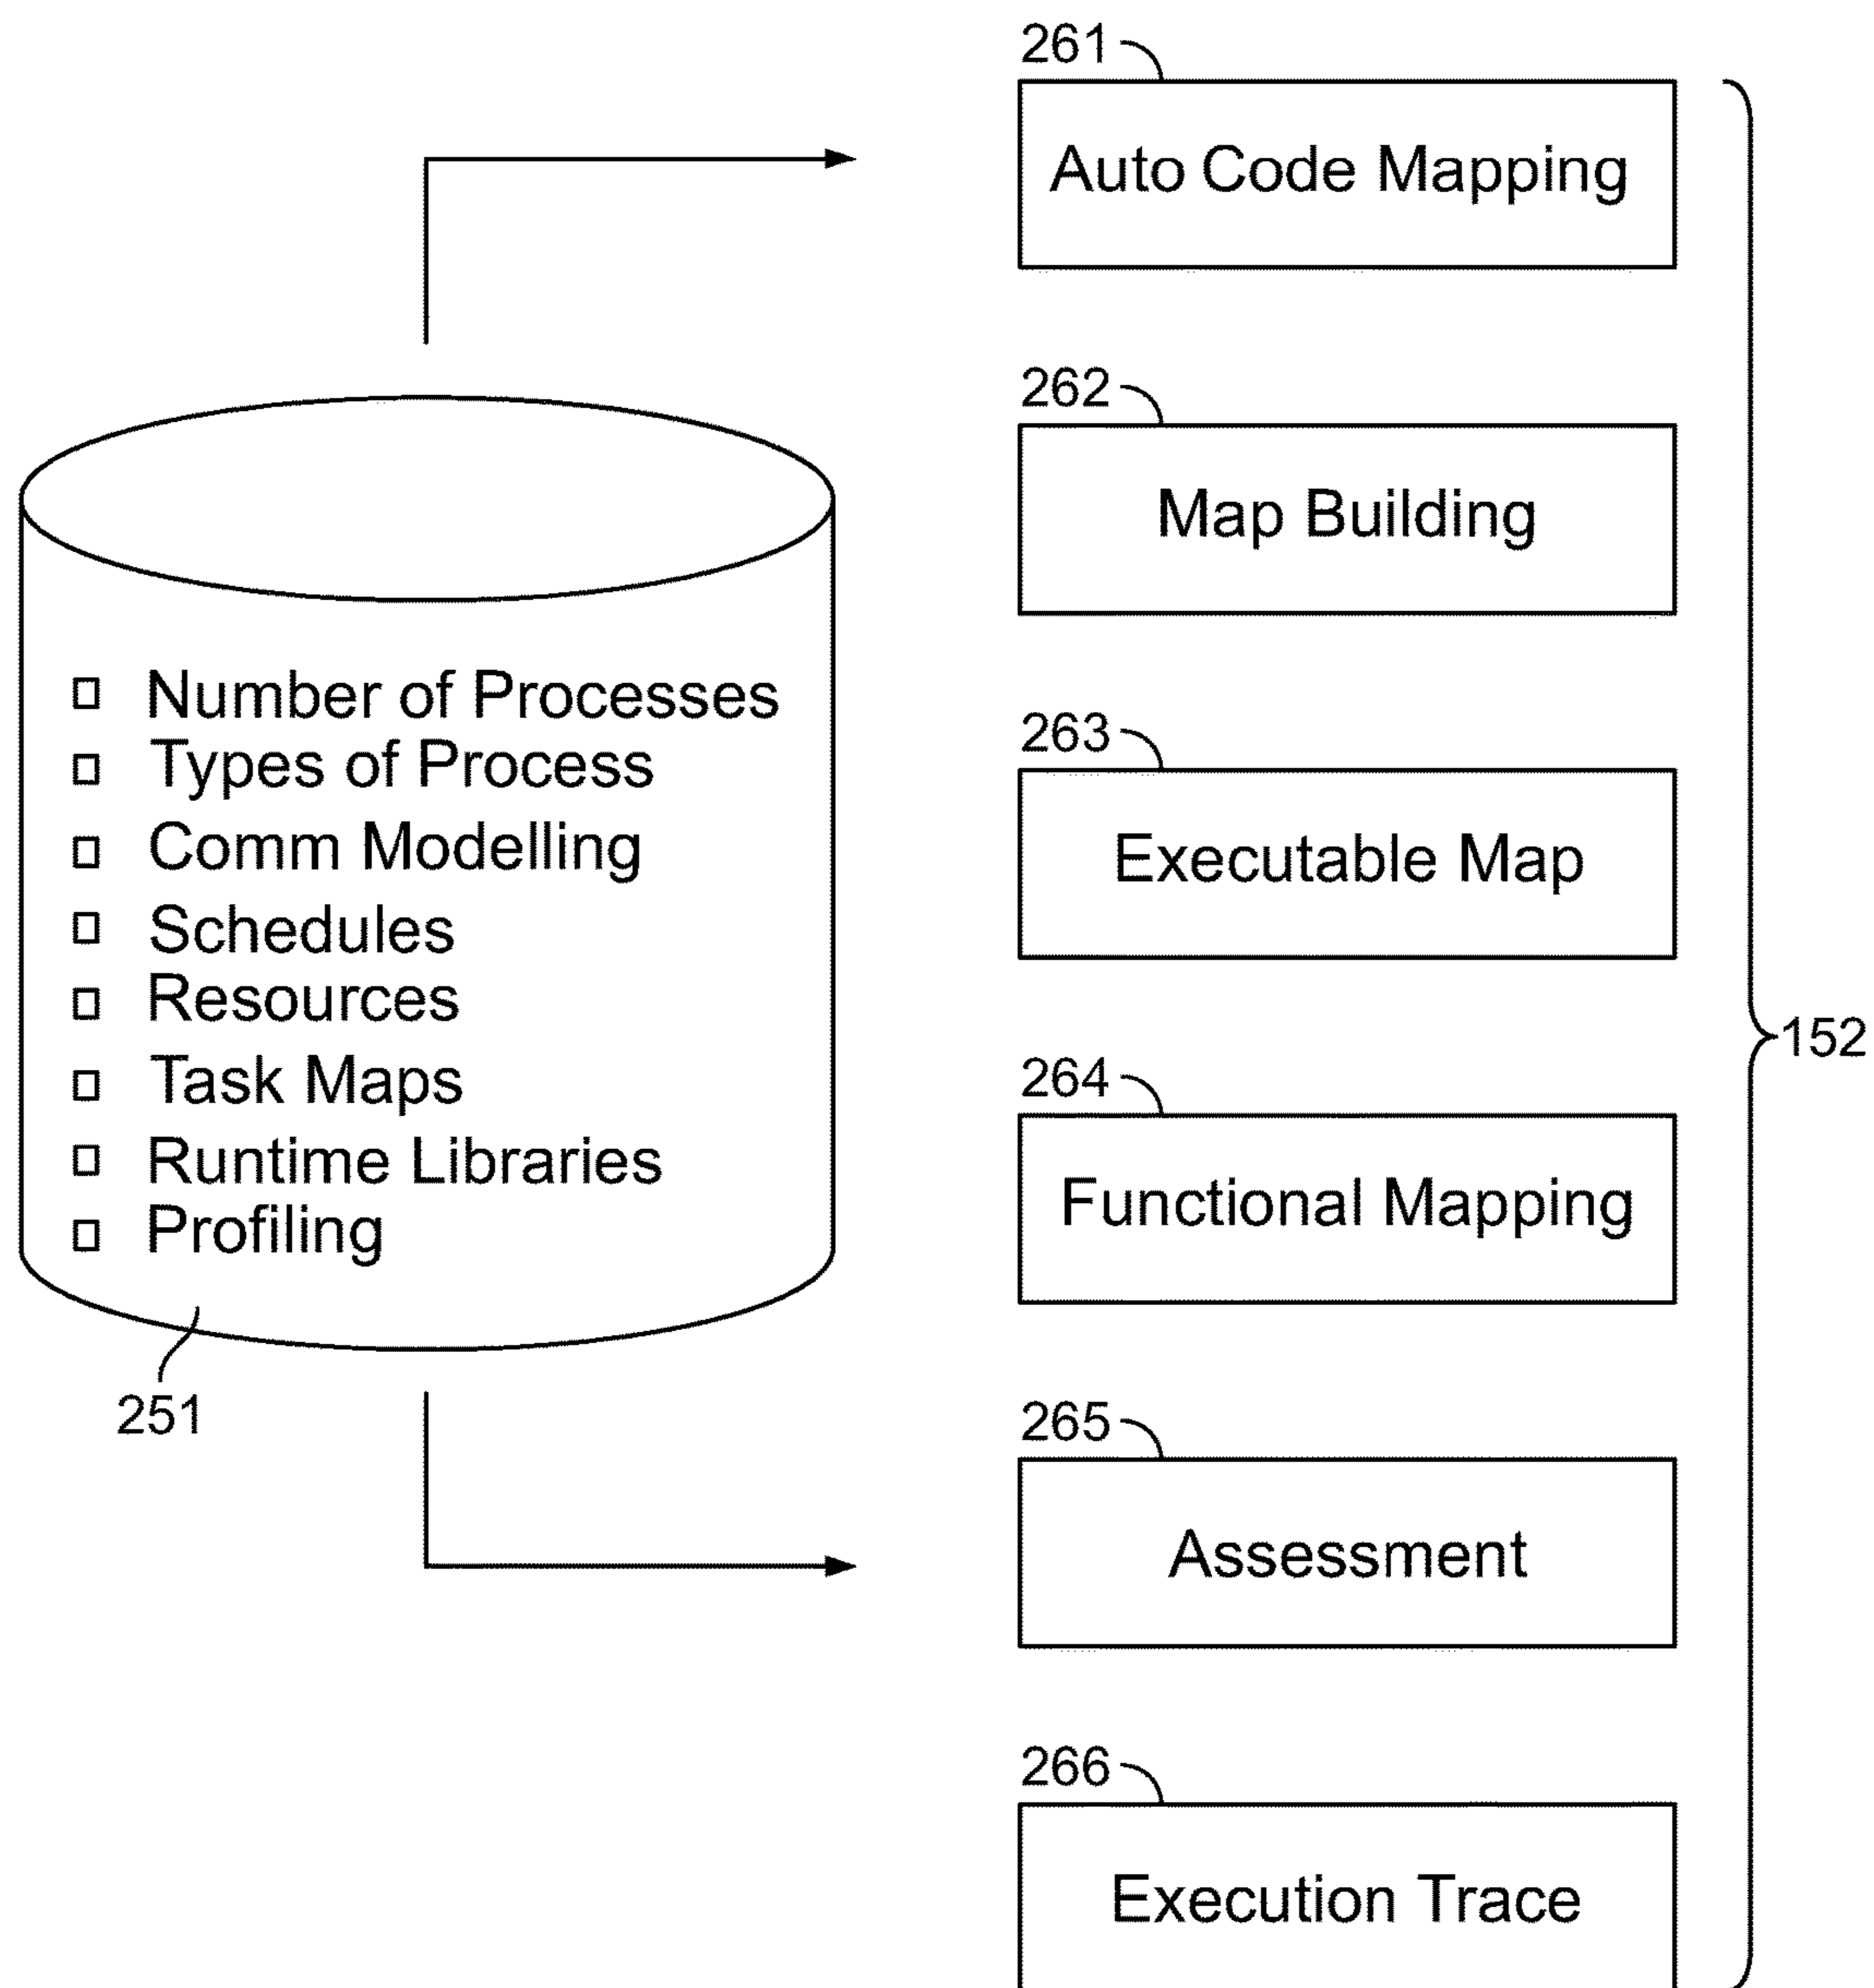 261
Auto Code Mapping
262
Map Building
Number of Processes
Types of Process
Comm Modelling
Schedules
Resources
Task Maps
Runtime Libraries
Profiling
251
263
Executable Map
152
264
Functional Mapping
265
Assessment
266
Execution Trace